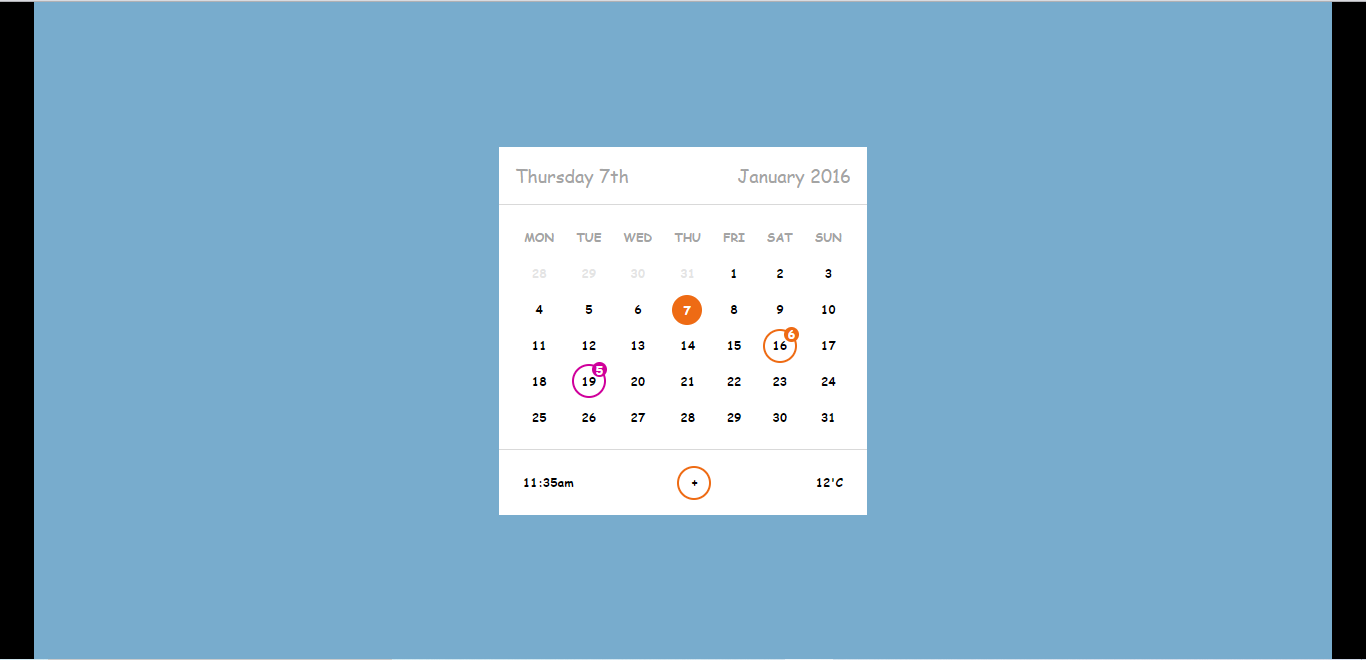 Thursday 7th January 2016
MON TUE WED THU FRI SAT SUN
28 29 30 31 1 2 3
4 5 6 7 8 9 10
6
11 12 13 14 15 16 17
5
18 19 20 21 22 23 24
25 26 27 28 29 30 31
11:35am + 12'C